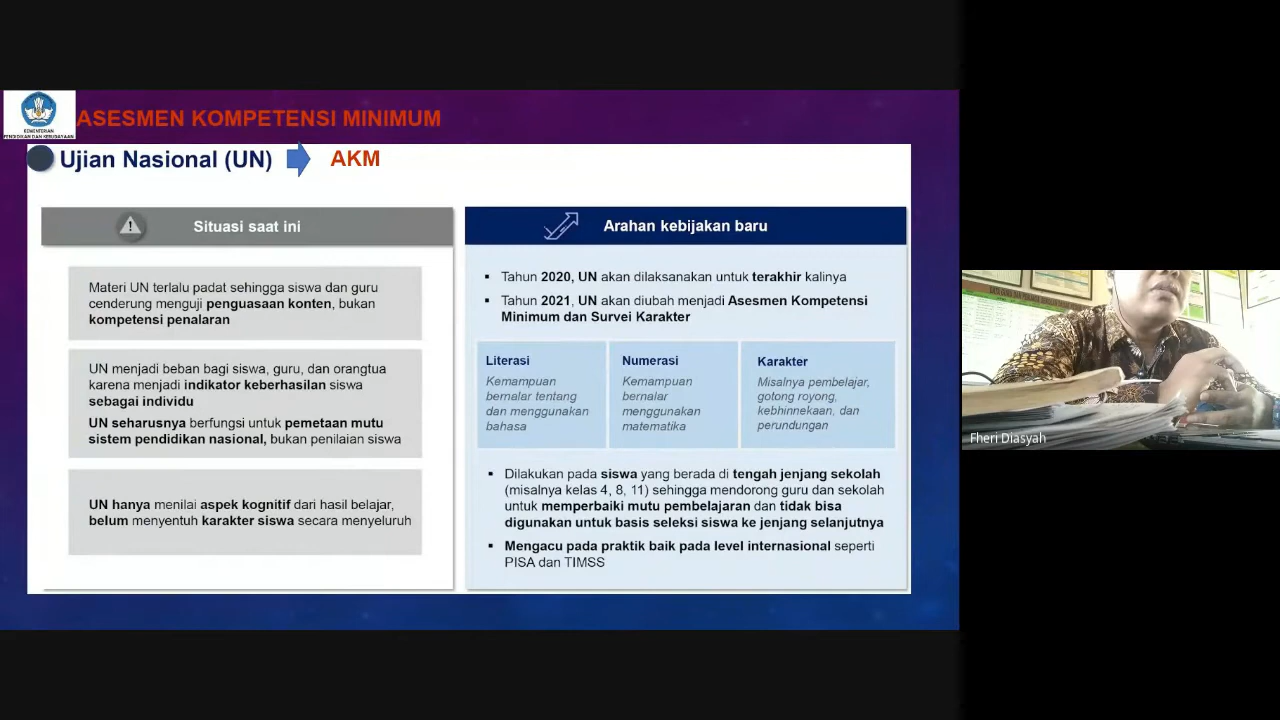 KEMENTERIAN
PENDIDIKAN DAN KEBUDAYAAN
ASESMEN KOMPETENSI MINIMUM
Ujian Nasional (UN)
AKM
Situasi saat ini
Materi UN terlalu padat sehingga siswa dan guru
cenderung menguji penguasaan konten, bukan
kompetensi penalaran
UN menjadi beban bagi siswa, guru, dan orangtua
karena menjadi indikator keberhasilan siswa
sebagai individu
UN seharusnya berfungsi untuk pemetaan mutu
sistem pendidikan nasional, bukan penilaian siswa
UN hanya menilai aspek kognitif dari hasil belajar,
belum menyentuh karakter siswa secara menyeluruh
Arahan kebijakan baru
▪ Tahun 2020, UN akan dilaksanakan untuk terakhir kalinya
▪ Tahun 2021, UN akan diubah menjadi Asesmen Kompetensi
Minimum dan Survei Karakter
Literasi
Kemampuan
bernalar tentang
dan menggunakan
bahasa
Numerasi
Kemampuan
bernalar
menggunakan
matematika
Karakter
Misalnya pembelajar,
gotong royong,
kebhinnekaan, dan
perundungan
▪ Dilakukan pada siswa yang berada di tengah jenjang sekolah
(misalnya kelas 4, 8, 11) sehingga mendorong guru dan sekolah
untuk memperbaiki mutu pembelajaran dan tidak bisa
digunakan untuk basis seleksi siswa ke jenjang selanjutnya
▪ Mengacu pada praktik baik pada level internasional seperti
PISA dan TIMSS
Fheri Diasyah